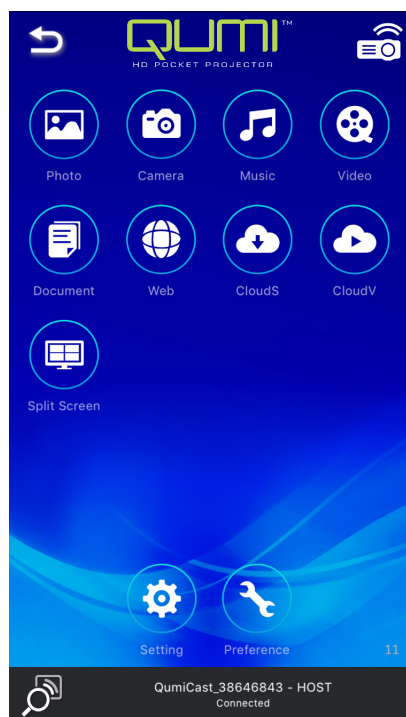 QUMI™
HD POCKET PROJECTOR
Photo Camera Music Video
Document Web CloudS CloudV
Split Screen
Setting Preference 11
QumiCast_38646843 - HOST
Connected